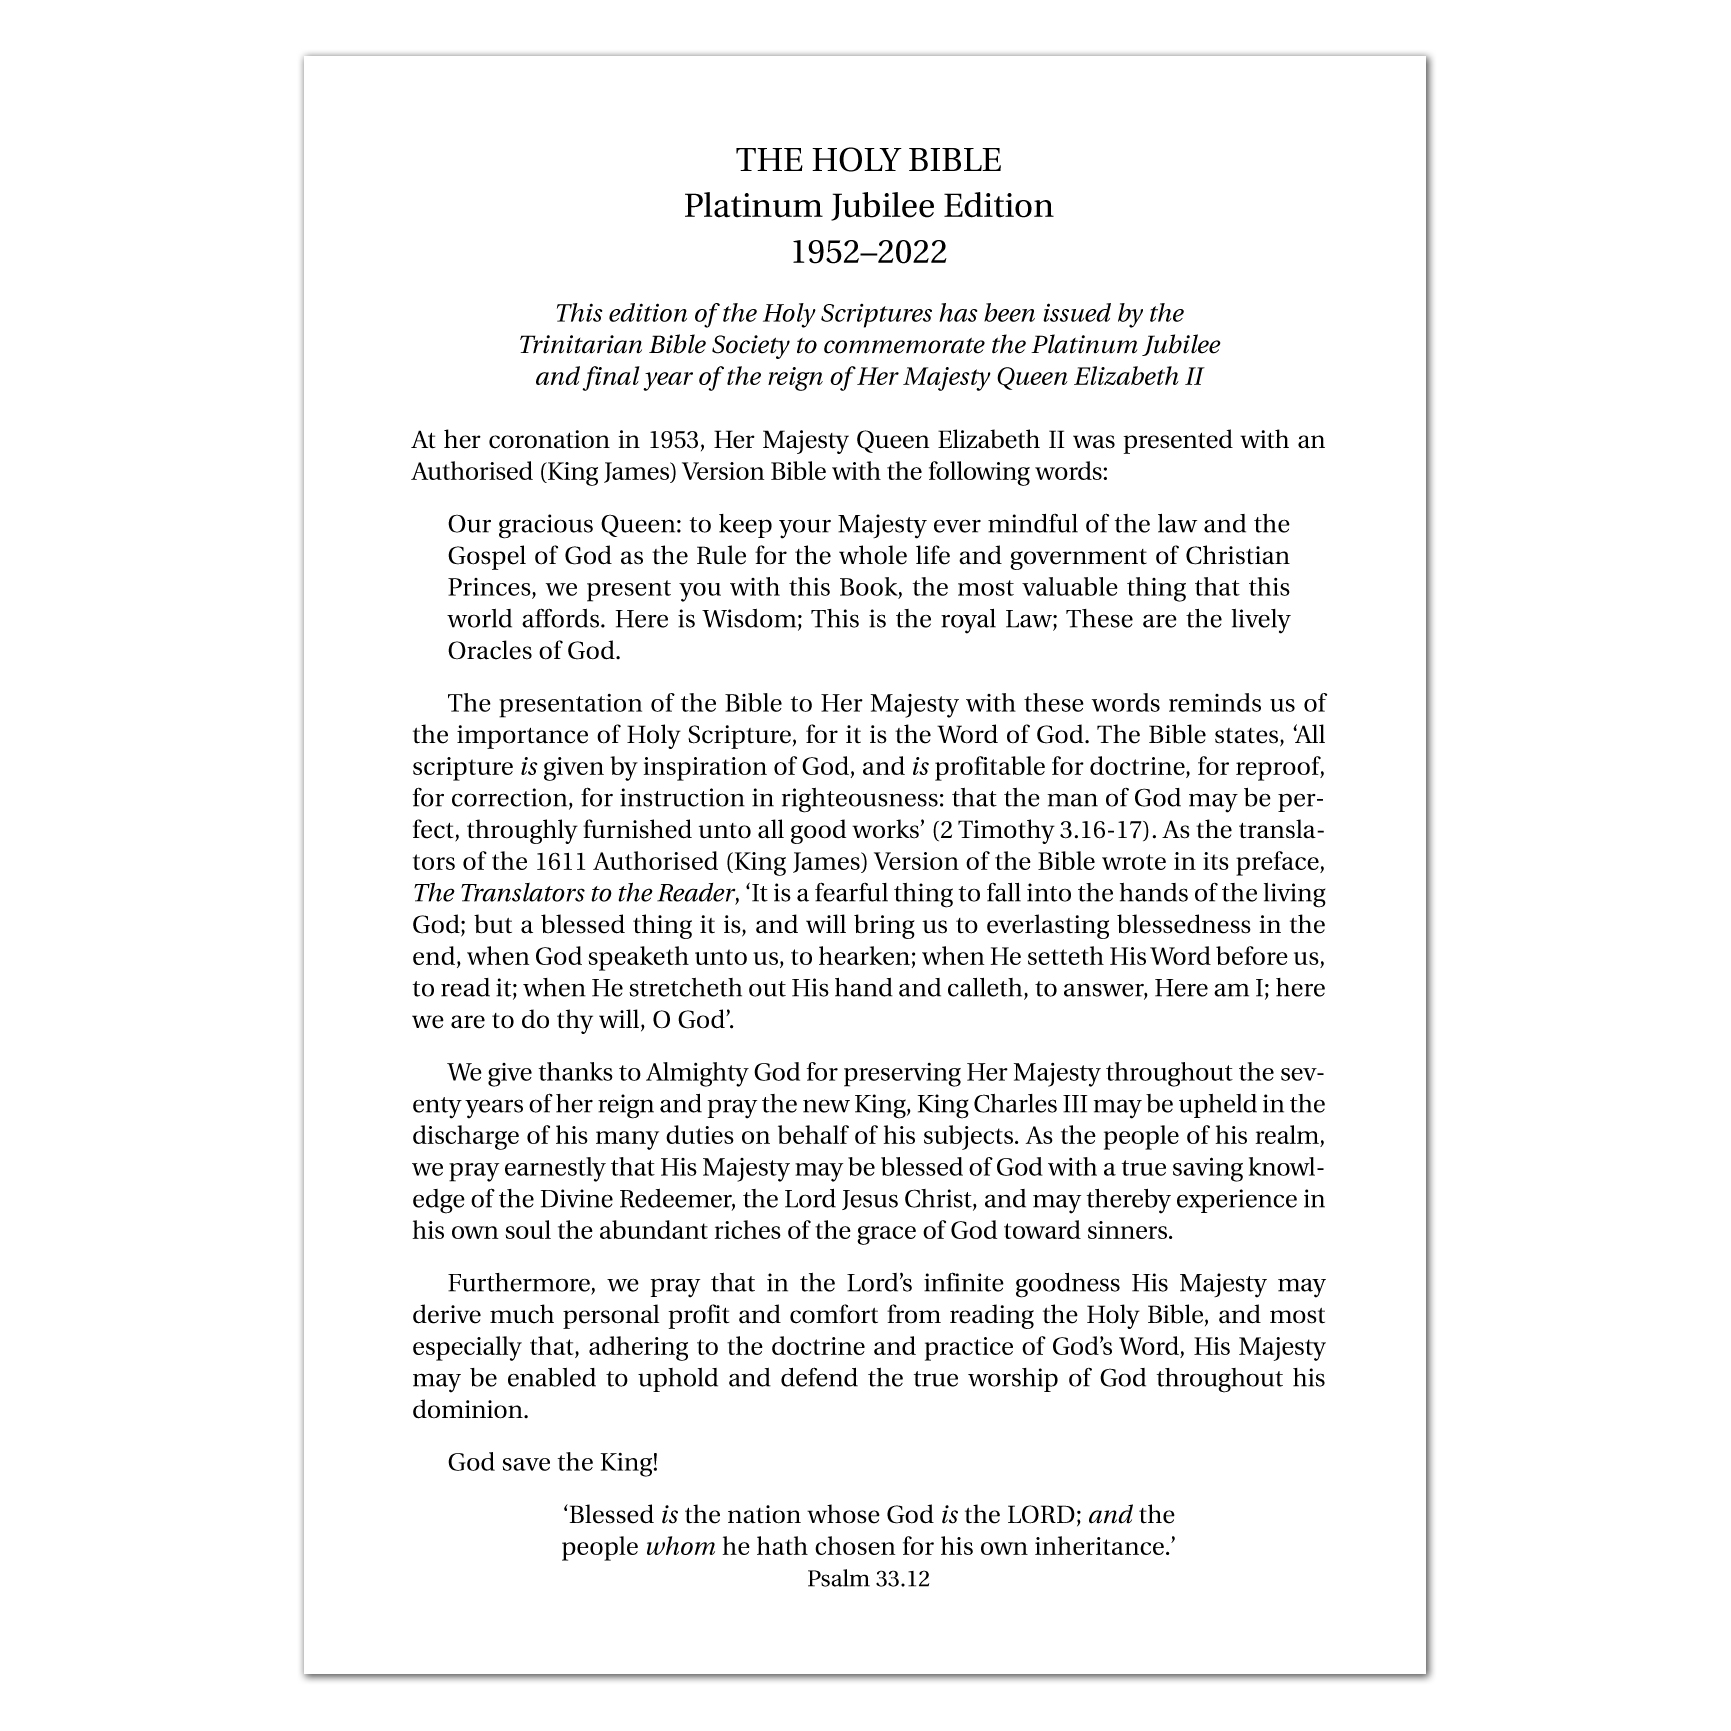 THE HOLY BIBLE
Platinum Jubilee Edition
1952–2022
This edition of the Holy Scriptures has been issued by the
Trinitarian Bible Society to commemorate the Platinum Jubilee
and final year of the reign of Her Majesty Queen Elizabeth II
At her coronation in 1953, Her Majesty Queen Elizabeth II was presented with an
Authorised (King James) Version Bible with the following words:
Our gracious Queen: to keep your Majesty ever mindful of the law and the
Gospel of God as the Rule for the whole life and government of Christian
Princes, we present you with this Book, the most valuable thing that this
world affords. Here is Wisdom; This is the royal Law; These are the lively
Oracles of God.
The presentation of the Bible to Her Majesty with these words reminds us of
the importance of Holy Scripture, for it is the Word of God. The Bible states, ‘All
scripture is given by inspiration of God, and is profitable for doctrine, for reproof,
for correction, for instruction in righteousness: that the man of God may be per-
fect, throughly furnished unto all good works’ (2 Timothy 3.16-17). As the transla-
tors of the 1611 Authorised (King James) Version of the Bible wrote in its preface,
The Translators to the Reader, ‘It is a fearful thing to fall into the hands of the living
God; but a blessed thing it is, and will bring us to everlasting blessedness in the
end, when God speaketh unto us, to hearken; when He setteth His Word before us,
to read it; when He stretcheth out His hand and calleth, to answer, Here am I; here
we are to do thy will, O God’.
We give thanks to Almighty God for preserving Her Majesty throughout the sev-
enty years of her reign and pray the new King, King Charles III may be upheld in the
discharge of his many duties on behalf of his subjects. As the people of his realm,
we pray earnestly that His Majesty may be blessed of God with a true saving knowl-
edge of the Divine Redeemer, the Lord Jesus Christ, and may thereby experience in
his own soul the abundant riches of the grace of God toward sinners.
Furthermore, we pray that in the Lord’s infinite goodness His Majesty may
derive much personal profit and comfort from reading the Holy Bible, and most
especially that, adhering to the doctrine and practice of God’s Word, His Majesty
may be enabled to uphold and defend the true worship of God throughout his
dominion.
God save the King!
‘Blessed is the nation whose God is the LORD; and the
people whom he hath chosen for his own inheritance.’
Psalm 33.12